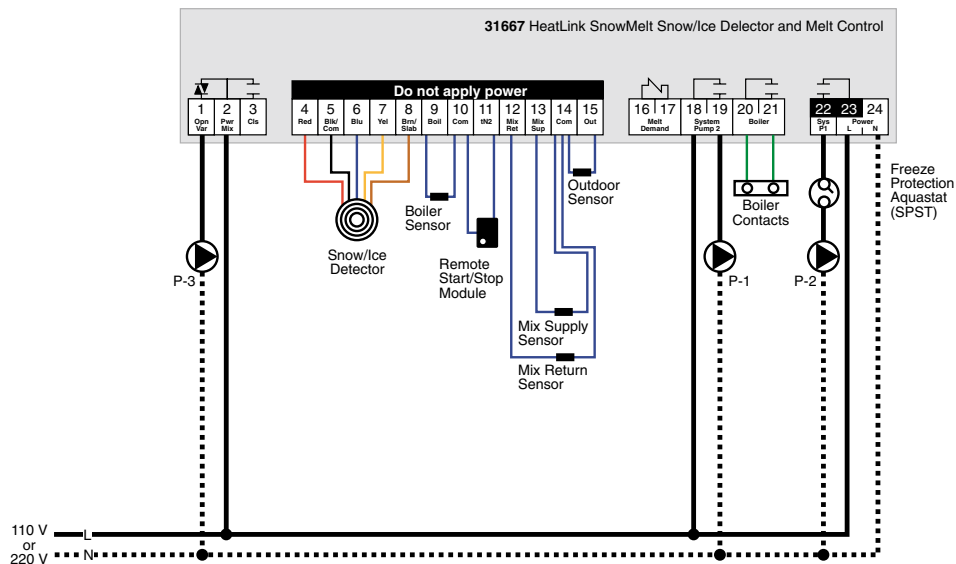 31667 HeatLink SnowMelt Snow/Ice Detector and Melt Control
Do not apply power
1 2 3
Opn Var
Pwr Mix
Cls
4 5 6 7 8 9 10 11 12 13 14 15
Red
Blk/ Com
Blu
Yel
Brn/ Slab
Boil
Com
tN2
Mix Ret
Mix Sup
Com
Out
16 17 18 19 20 21
Melt Demand
System Pump 2
Boiler
22 23 24
Sys P1
Power
L N
Freeze
Protection
Aquastat
(SPST)
Outdoor
Sensor
Boiler
Sensor
Boiler
Contacts
Snow/Ice
Detector
Remote
Start/Stop
Module
P-3
P-1
P-2
Mix Supply
Sensor
Mix Return
Sensor
110 V
or
220 V
L
N